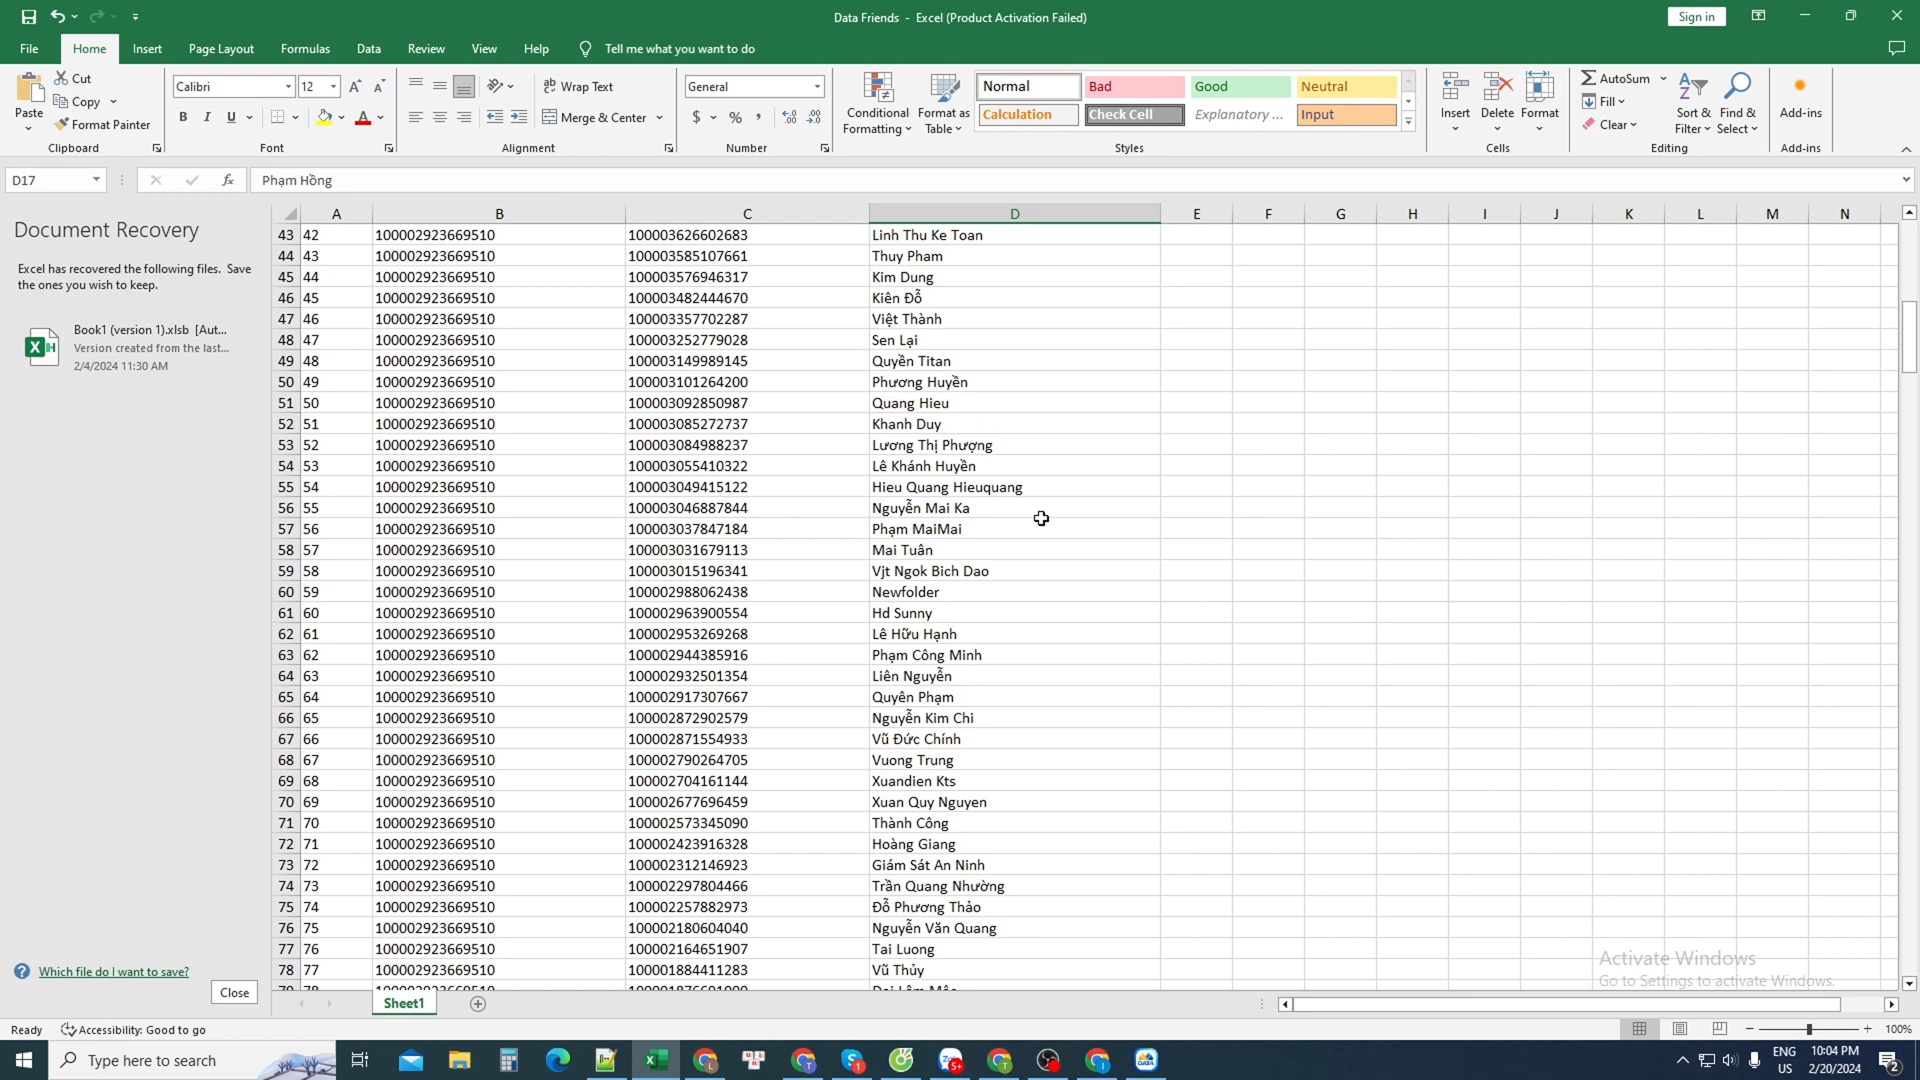 Data Friends - Excel (Product Activation Failed)
Sign in
File Home Insert Page Layout Formulas Data Review View Help Tell me what you want to do
Paste
Cut
Copy
Format Painter
Clipboard
Calibri 12
B I U
Font
Wrap Text
Merge & Center
Alignment
General
$ % ,
Number
Conditional Formatting
Format as Table
Normal Bad Good Neutral
Calculation Check Cell Explanatory ... Input
Styles
Insert Delete Format
Cells
AutoSum
Fill
Clear
Sort & Filter
Find & Select
Editing
Add-ins
Add-ins
D17 fx Phạm Hồng
Document Recovery
Excel has recovered the following files. Save
the ones you wish to keep.
Book1 (version 1).xlsb [Aut...
Version created from the last...
2/4/2024 11:30 AM
Which file do I want to save?
Close
A B C D E F G H I J K L M N
43 42 100002923669510 100003626602683 Linh Thu Ke Toan
44 43 100002923669510 100003585107661 Thuy Pham
45 44 100002923669510 100003576946317 Kim Dung
46 45 100002923669510 100003482444670 Kiên Đỗ
47 46 100002923669510 100003357702287 Việt Thành
48 47 100002923669510 100003252779028 Sen Lại
49 48 100002923669510 100003149989145 Quyền Titan
50 49 100002923669510 100003101264200 Phương Huyền
51 50 100002923669510 100003092850987 Quang Hieu
52 51 100002923669510 100003085272737 Khanh Duy
53 52 100002923669510 100003084988237 Lương Thị Phượng
54 53 100002923669510 100003055410322 Lê Khánh Huyền
55 54 100002923669510 100003049415122 Hieu Quang Hieuquang
56 55 100002923669510 100003046887844 Nguyễn Mai Ka
57 56 100002923669510 100003037847184 Phạm MaiMai
58 57 100002923669510 100003031679113 Mai Tuân
59 58 100002923669510 100003015196341 Vjt Ngok Bich Dao
60 59 100002923669510 100002988062438 Newfolder
61 60 100002923669510 100002963900554 Hd Sunny
62 61 100002923669510 100002953269268 Lê Hữu Hạnh
63 62 100002923669510 100002944385916 Phạm Công Minh
64 63 100002923669510 100002932501354 Liên Nguyễn
65 64 100002923669510 100002917307667 Quyên Phạm
66 65 100002923669510 100002872902579 Nguyễn Kim Chi
67 66 100002923669510 100002871554933 Vũ Đức Chính
68 67 100002923669510 100002790264705 Vuong Trung
69 68 100002923669510 100002704161144 Xuandien Kts
70 69 100002923669510 100002677696459 Xuan Quy Nguyen
71 70 100002923669510 100002573345090 Thành Công
72 71 100002923669510 100002423916328 Hoàng Giang
73 72 100002923669510 100002312146923 Giám Sát An Ninh
74 73 100002923669510 100002297804466 Trần Quang Nhường
75 74 100002923669510 100002257882973 Đỗ Phương Thảo
76 75 100002923669510 100002180604040 Nguyễn Văn Quang
77 76 100002923669510 100002164651907 Tai Luong
78 77 100002923669510 100001884411283 Vũ Thủy
Activate Windows
Go to Settings to activate Windows.
Sheet1
Ready Accessibility: Good to go
100%
Type here to search
ENG
US
10:04 PM
2/20/2024